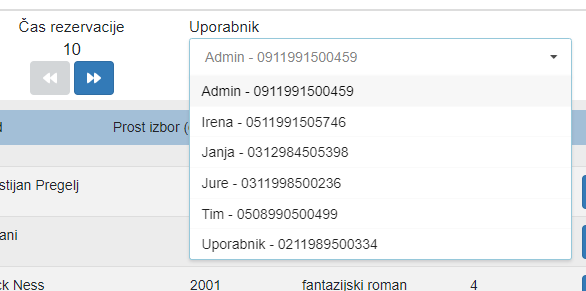 Čas rezervacije
10
Uporabnik
Admin - 0911991500459
Admin - 0911991500459
Irena - 0511991505746
Janja - 0312984505398
Jure - 0311998500236
Tim - 0508990500499
Uporabnik - 0211989500334
Prost izbor
stijan Pregelj
ani
Ness
2001
fantazijski roman
4